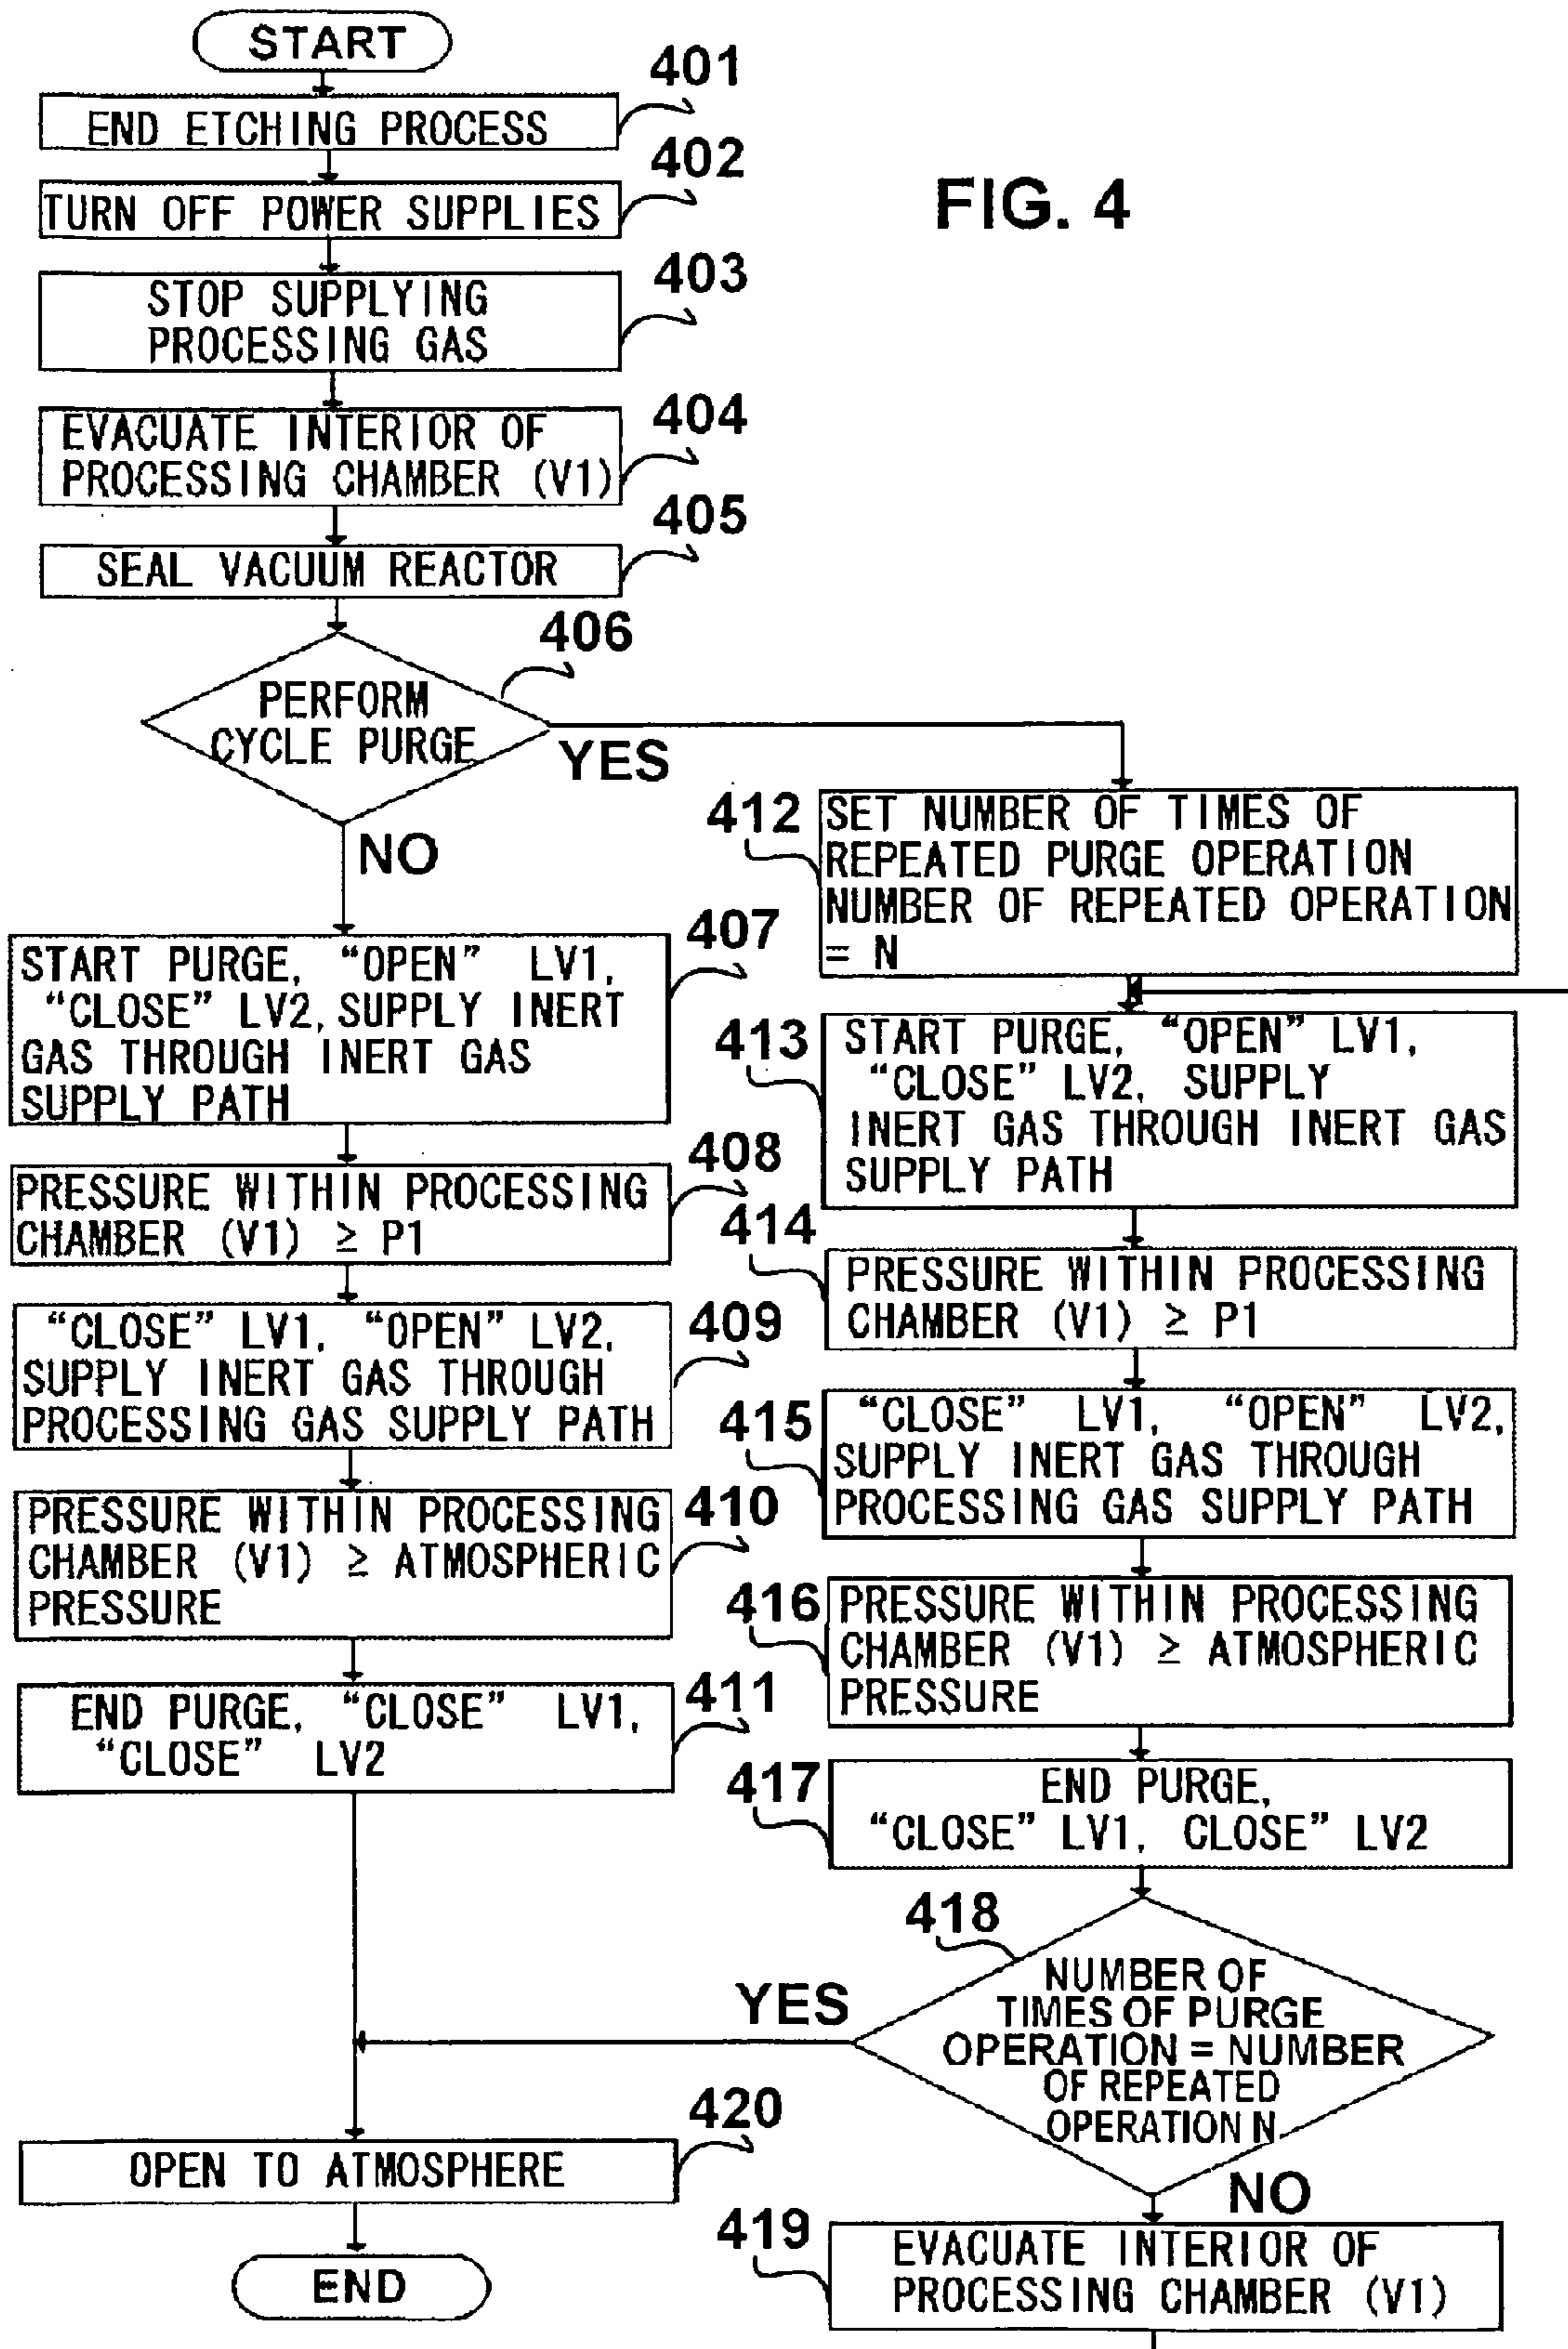 START
401
END ETCHING PROCESS
402
TURN OFF POWER SUPPLIES
FIG. 4
403
STOP SUPPLYING
PROCESSING GAS
404
EVACUATE INTERIOR OF
PROCESSING CHAMBER (V1)
405
SEAL VACUUM REACTOR
406
PERFORM
CYCLE PURGE
YES
NO
407
START PURGE, “OPEN” LV1,
“CLOSE” LV2, SUPPLY INERT
GAS THROUGH INERT GAS
SUPPLY PATH
408
PRESSURE WITHIN PROCESSING
CHAMBER (V1) ≥ P1
409
“CLOSE” LV1, “OPEN” LV2,
SUPPLY INERT GAS THROUGH
PROCESSING GAS SUPPLY PATH
410
PRESSURE WITHIN PROCESSING
CHAMBER (V1) ≥ ATMOSPHERIC
PRESSURE
411
END PURGE, “CLOSE” LV1,
“CLOSE” LV2
412
SET NUMBER OF TIMES OF
REPEATED PURGE OPERATION
NUMBER OF REPEATED OPERATION
= N
413
START PURGE, “OPEN” LV1,
“CLOSE” LV2, SUPPLY
INERT GAS THROUGH INERT GAS
SUPPLY PATH
414
PRESSURE WITHIN PROCESSING
CHAMBER (V1) ≥ P1
415
“CLOSE” LV1, “OPEN” LV2,
SUPPLY INERT GAS THROUGH
PROCESSING GAS SUPPLY PATH
416
PRESSURE WITHIN PROCESSING
CHAMBER (V1) ≥ ATMOSPHERIC
PRESSURE
417
END PURGE,
“CLOSE” LV1, CLOSE” LV2
418
NUMBER OF
TIMES OF PURGE
OPERATION = NUMBER
OF REPEATED
OPERATION N
YES
NO
419
EVACUATE INTERIOR OF
PROCESSING CHAMBER (V1)
420
OPEN TO ATMOSPHERE
END